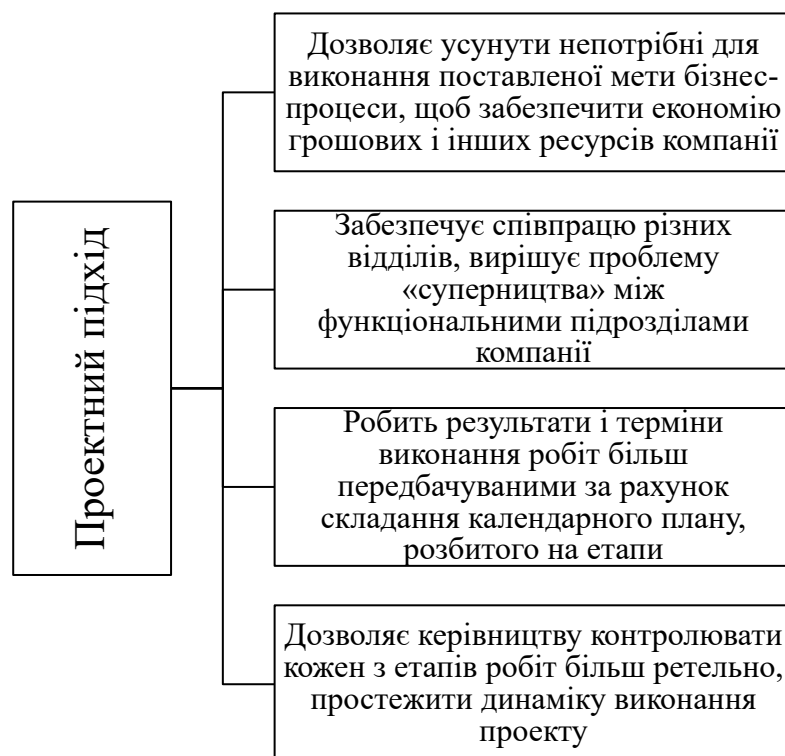 Проектний підхід
Дозволяє усунути непотрібні для
виконання поставленої мети бізнес-
процеси, щоб забезпечити економію
грошових і інших ресурсів компанії
Забезпечує співпрацю різних
відділів, вирішує проблему
«суперництва» між
функціональними підрозділами
компанії
Робить результати і терміни
виконання робіт більш
передбачуваними за рахунок
складання календарного плану,
розбитого на етапи
Дозволяє керівництву контролювати
кожен з етапів робіт більш ретельно,
простежити динаміку виконання
проекту